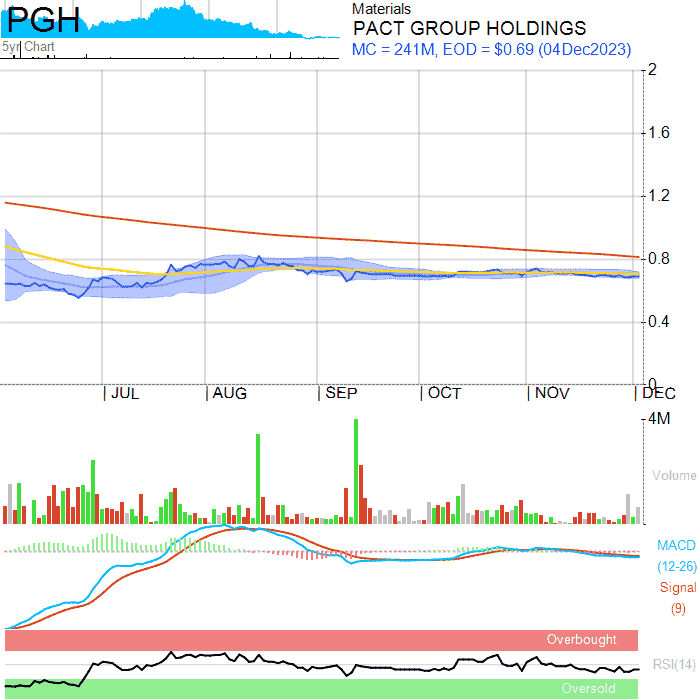 PGH
5yr Chart
Materials
PACT GROUP HOLDINGS
MC = 241M, EOD = $0.69 (04Dec2023)
2
1.6
1.2
0.8
0.4
0
JUL
AUG
SEP
OCT
NOV
DEC
4M
Volume
MACD
(12-26)
Signal
(9)
Overbought
RSI(14)
Oversold